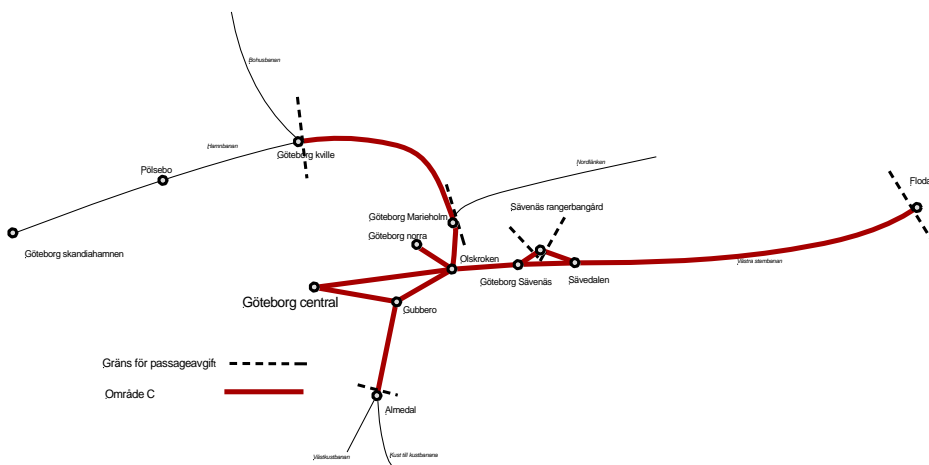 Bohusbanan
Hamnbanan
Göteborg kville
Pölsebo
Nordlänken
Floda
Sävenäs rangerbangård
Göteborg Marieholm
Göteborg norra
Göteborg skandiahamnen
Olskroken
Västra stambanan
Göteborg Sävenäs
Sävedalen
Göteborg central
Gubbero
Gräns för passageavgift
Område C
Almedal
Västkustbanan
Kust till kustbanana